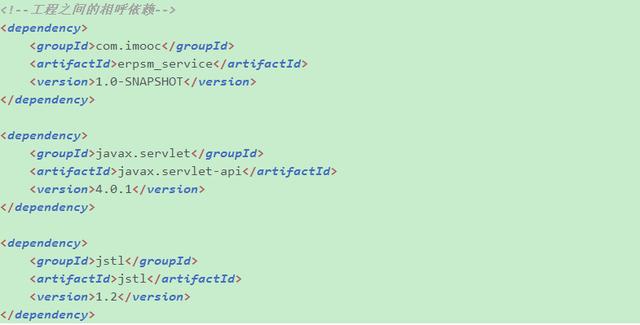 <!--工程之间的相呼依赖-->
<dependency>
    <groupId>com.imooc</groupId>
    <artifactId>erpsm_service</artifactId>
    <version>1.0-SNAPSHOT</version>
</dependency>

<dependency>
    <groupId>javax.servlet</groupId>
    <artifactId>javax.servlet-api</artifactId>
    <version>4.0.1</version>
</dependency>

<dependency>
    <groupId>jstl</groupId>
    <artifactId>jstl</artifactId>
    <version>1.2</version>
</dependency>